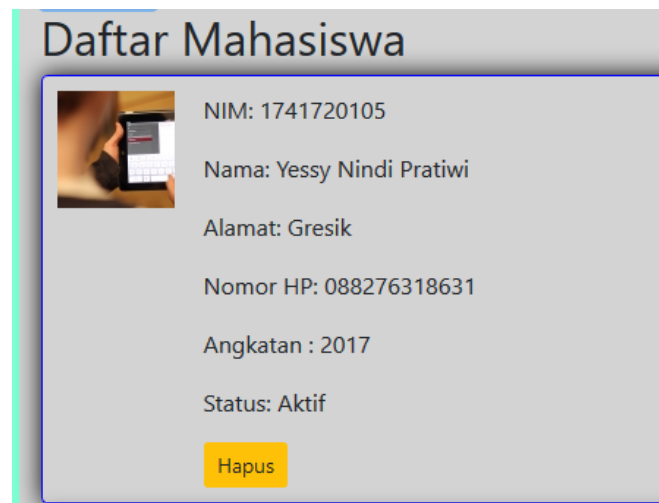 Daftar Mahasiswa
NIM: 1741720105
Nama: Yessy Nindi Pratiwi
Alamat: Gresik
Nomor HP: 088276318631
Angkatan : 2017
Status: Aktif
Hapus